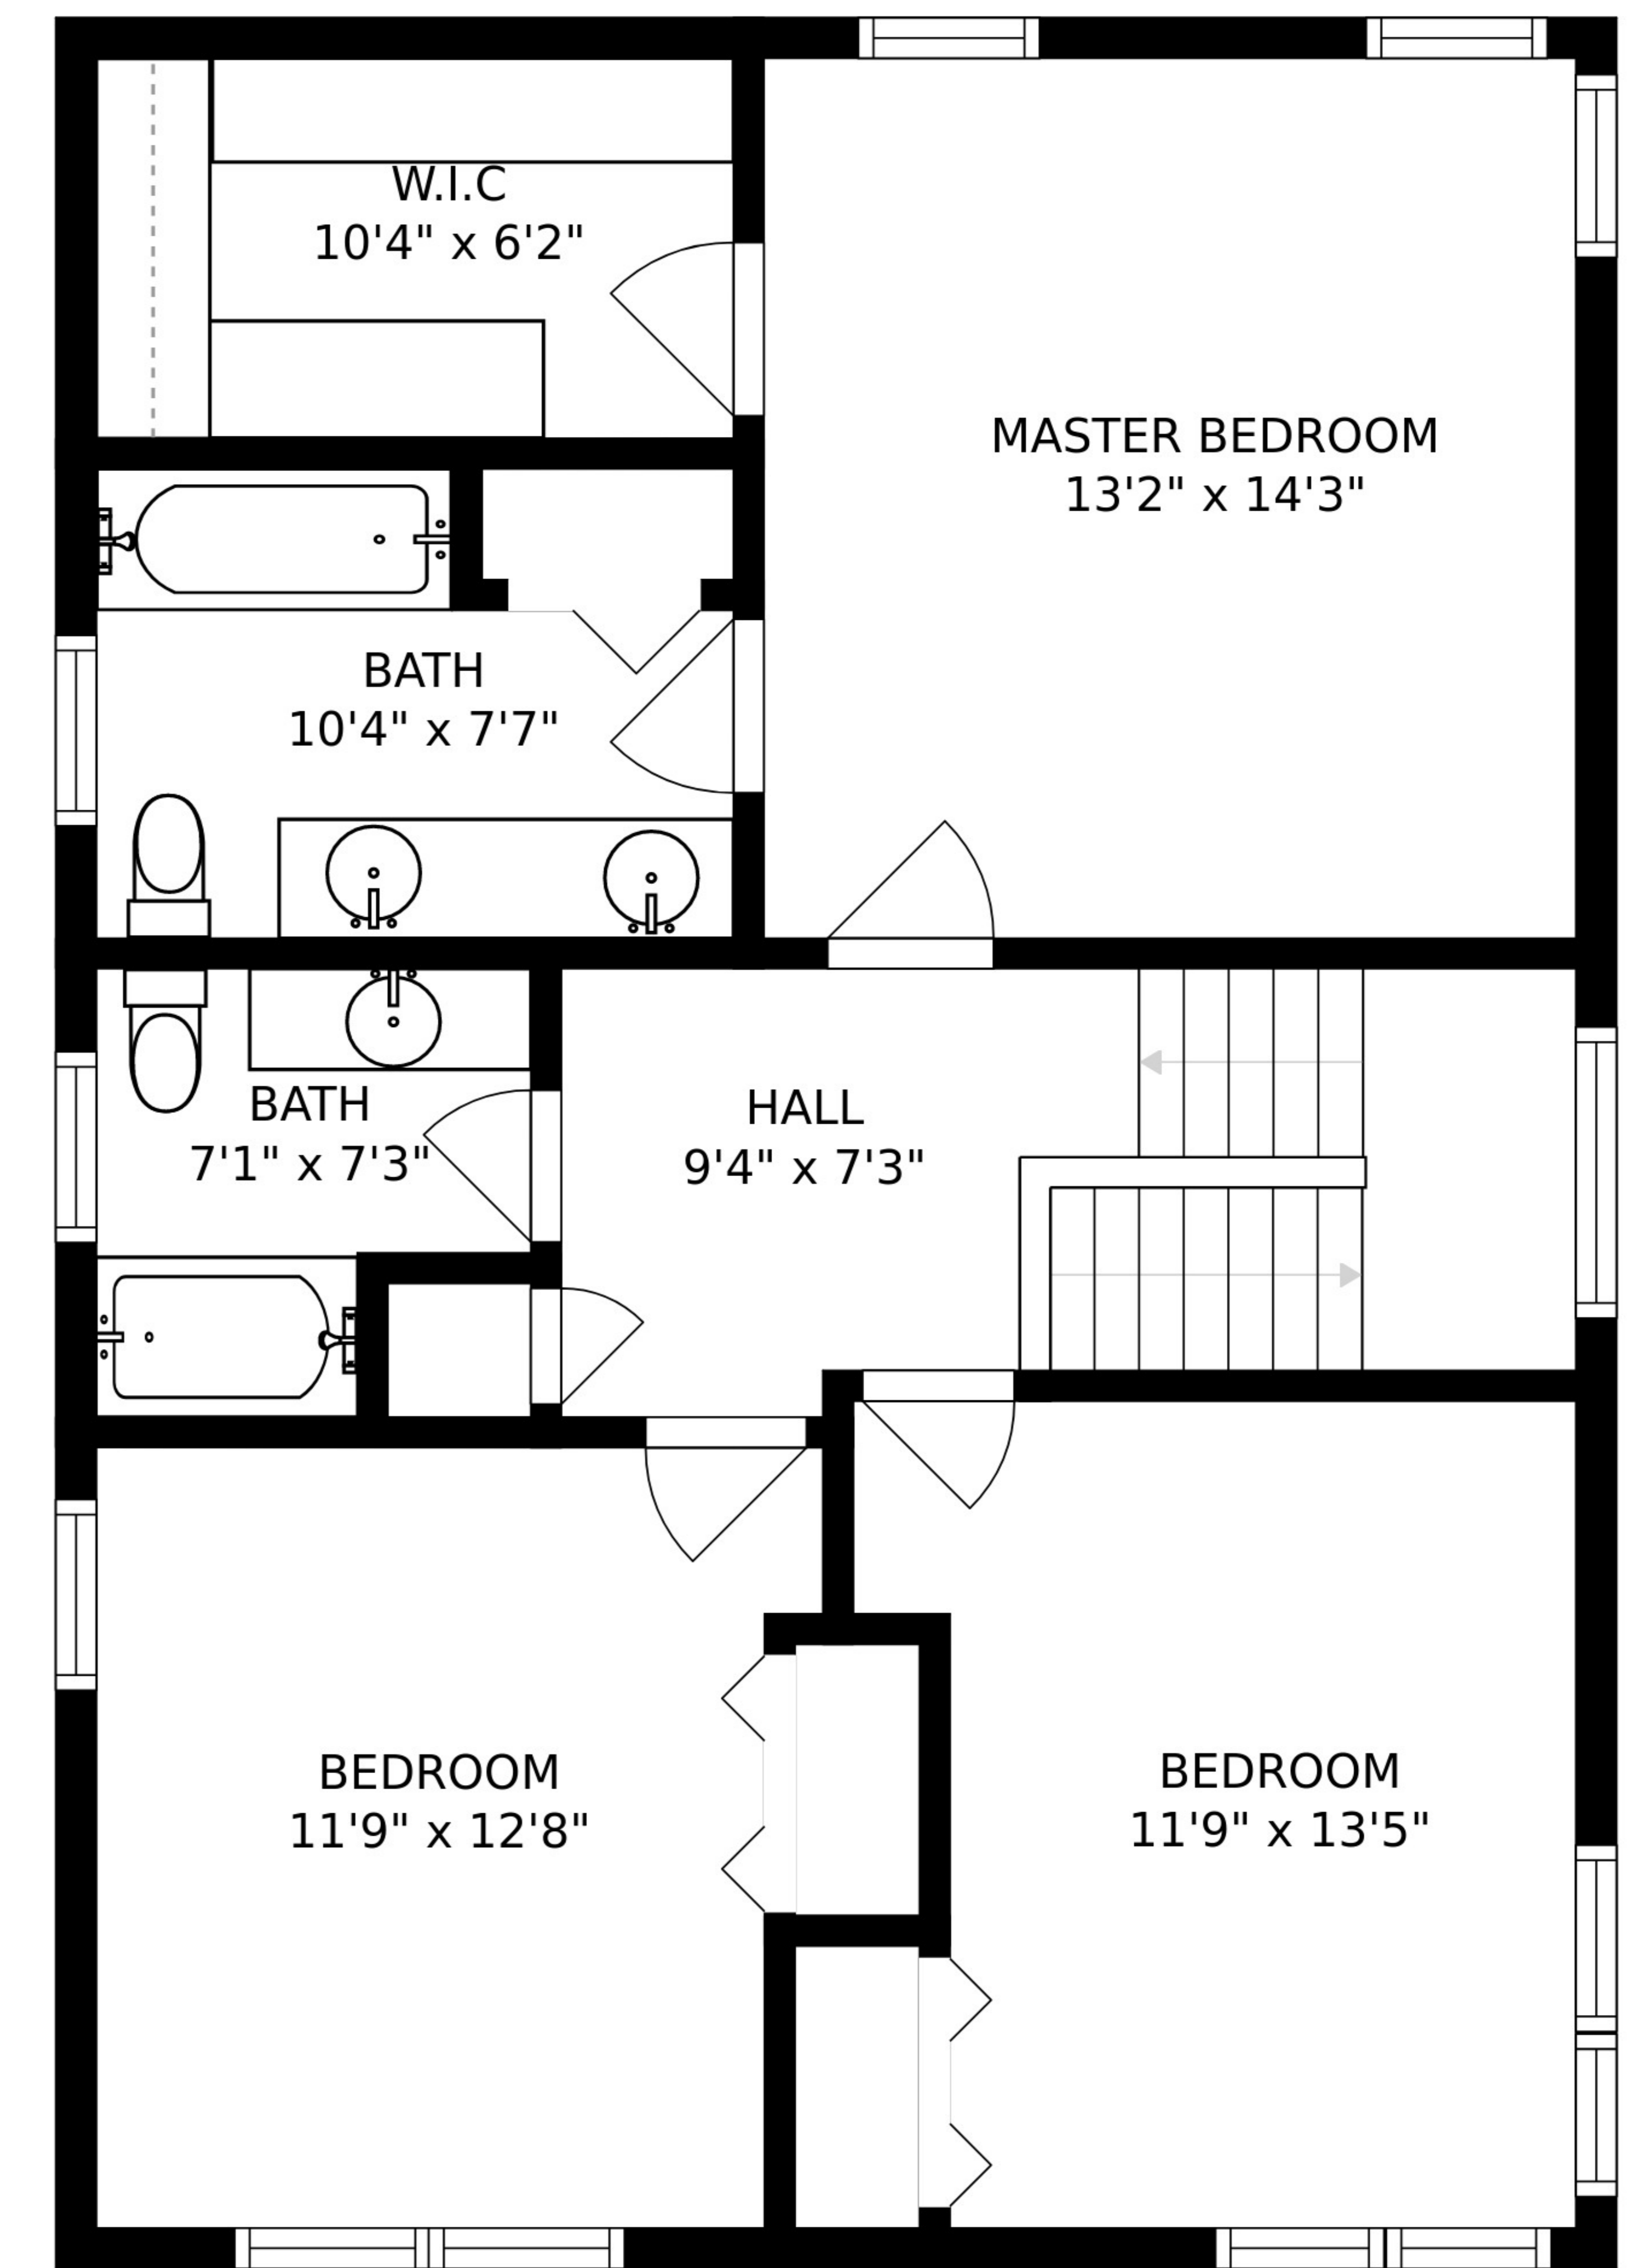 W.I.C
10'4" x 6'2"
MASTER BEDROOM
13'2" x 14'3"
BATH
10'4" x 7'7"
BATH
7'1" x 7'3"
HALL
9'4" x 7'3"
BEDROOM
11'9" x 12'8"
BEDROOM
11'9" x 13'5"